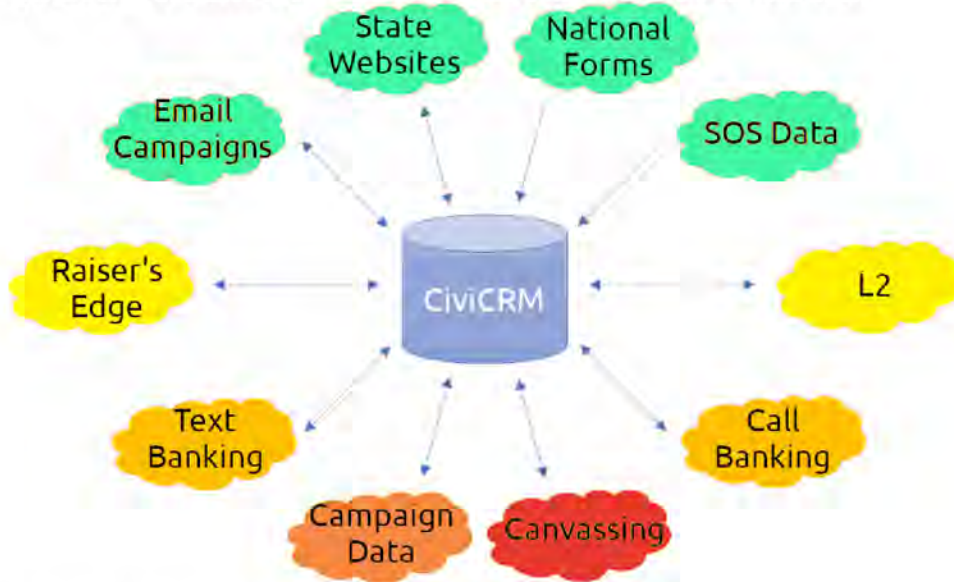 State
Websites
National
Forms
Email
Campaigns
SOS Data
Raiser's
Edge
CiviCRM
L2
Text
Banking
Call
Banking
Campaign
Data
Canvassing